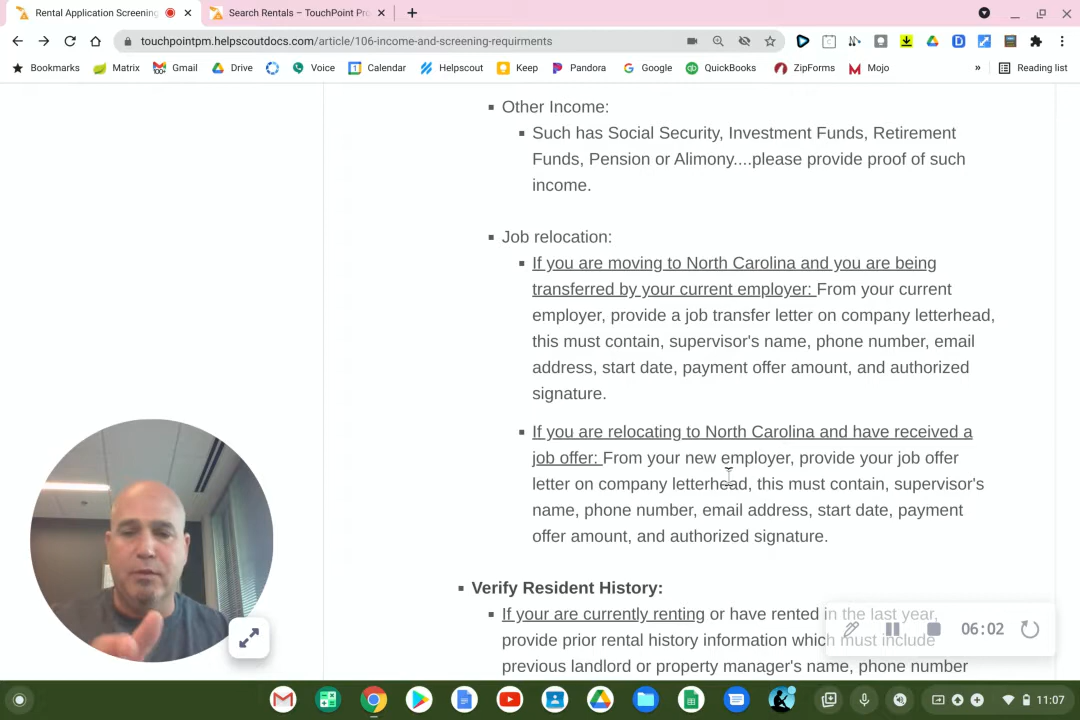 Rental Application Screening
Search Rentals – TouchPoint Pro
touchpointpm.helpscoutdocs.com/article/106-income-and-screening-requirments
Bookmarks Matrix Gmail Drive Voice Calendar Helpscout Keep Pandora Google QuickBooks ZipForms Mojo » Reading list
Other Income:
Such has Social Security, Investment Funds, Retirement
Funds, Pension or Alimony....please provide proof of such
income.
Job relocation:
If you are moving to North Carolina and you are being
transferred by your current employer: From your current
employer, provide a job transfer letter on company letterhead,
this must contain, supervisor's name, phone number, email
address, start date, payment offer amount, and authorized
signature.
If you are relocating to North Carolina and have received a
job offer: From your new employer, provide your job offer
letter on company letterhead, this must contain, supervisor's
name, phone number, email address, start date, payment
offer amount, and authorized signature.
Verify Resident History:
If your are currently renting or have rented in the last year,
provide prior rental history information which must include
previous landlord or property manager's name, phone number
06:02
11:07